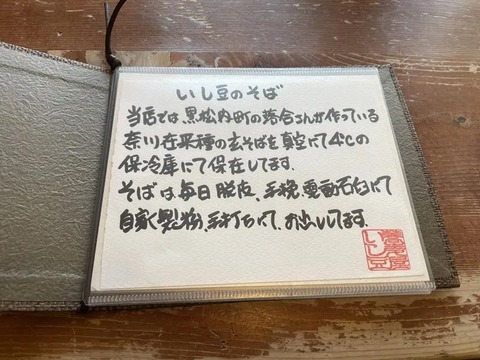 いし豆のそば
当店では、黒松内町の落合さんが作っている
奈川在来種の玄そばを真空にて4℃の
保冷庫にて保存してます。
そばは毎日脱皮、手挽、電動石臼にて
自家製粉、手打ちにて、お出ししてます。
いし豆